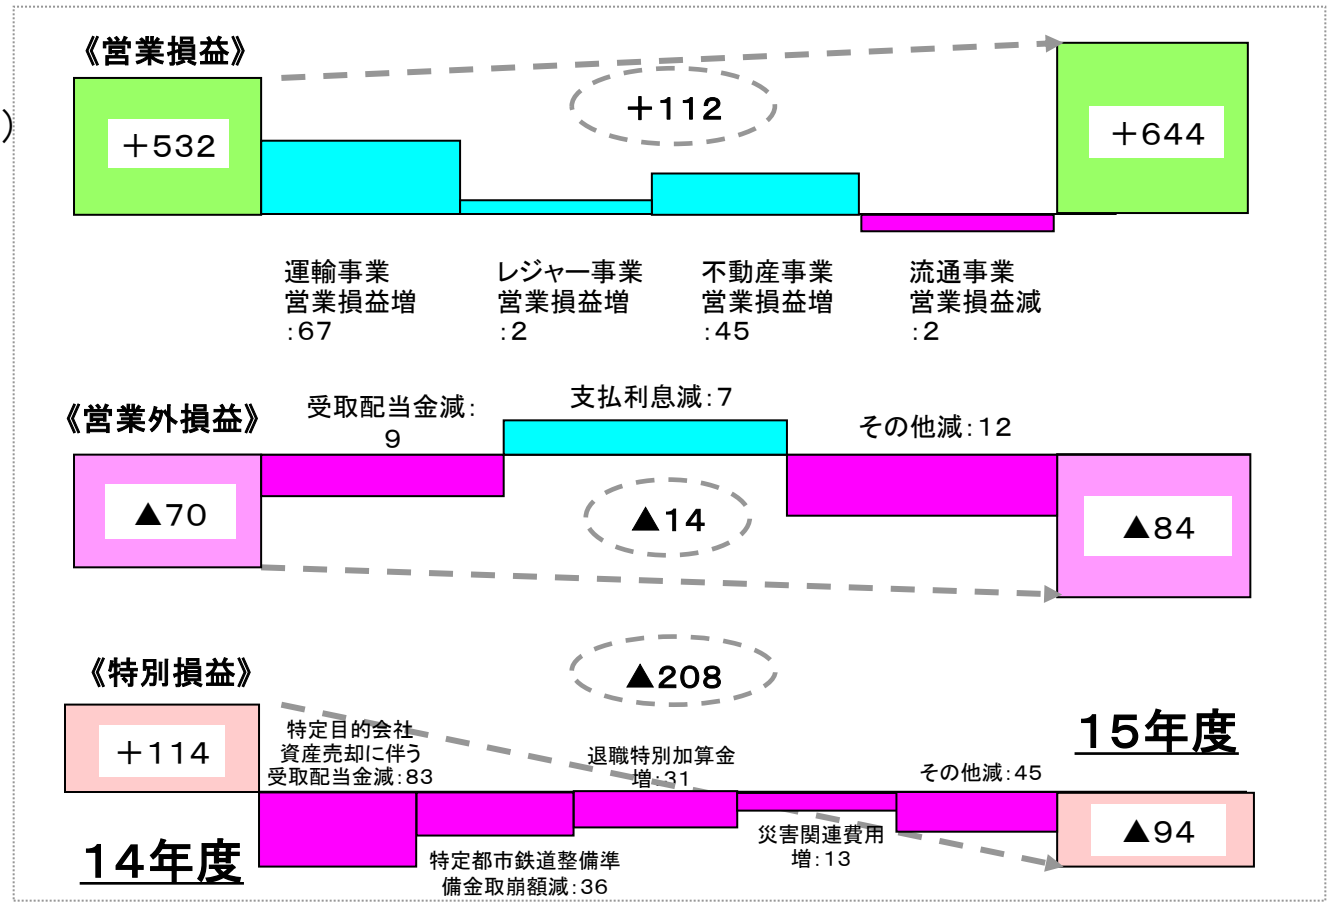 《営業損益》
)
+532
+112
+644
運輸事業
営業損益増
:67
レジャー事業
営業損益増
:2
不動産事業
営業損益増
:45
流通事業
営業損益減
:2
《営業外損益》
受取配当金減:
9
支払利息減:7
その他減:12
▲70
▲14
▲84
《特別損益》
▲208
15年度
+114
特定目的会社
資産売却に伴う
受取配当金減:83
退職特別加算金
増:31
その他減:45
14年度
特定都市鉄道整備準
備金取崩額減:36
災害関連費用
増:13
▲94